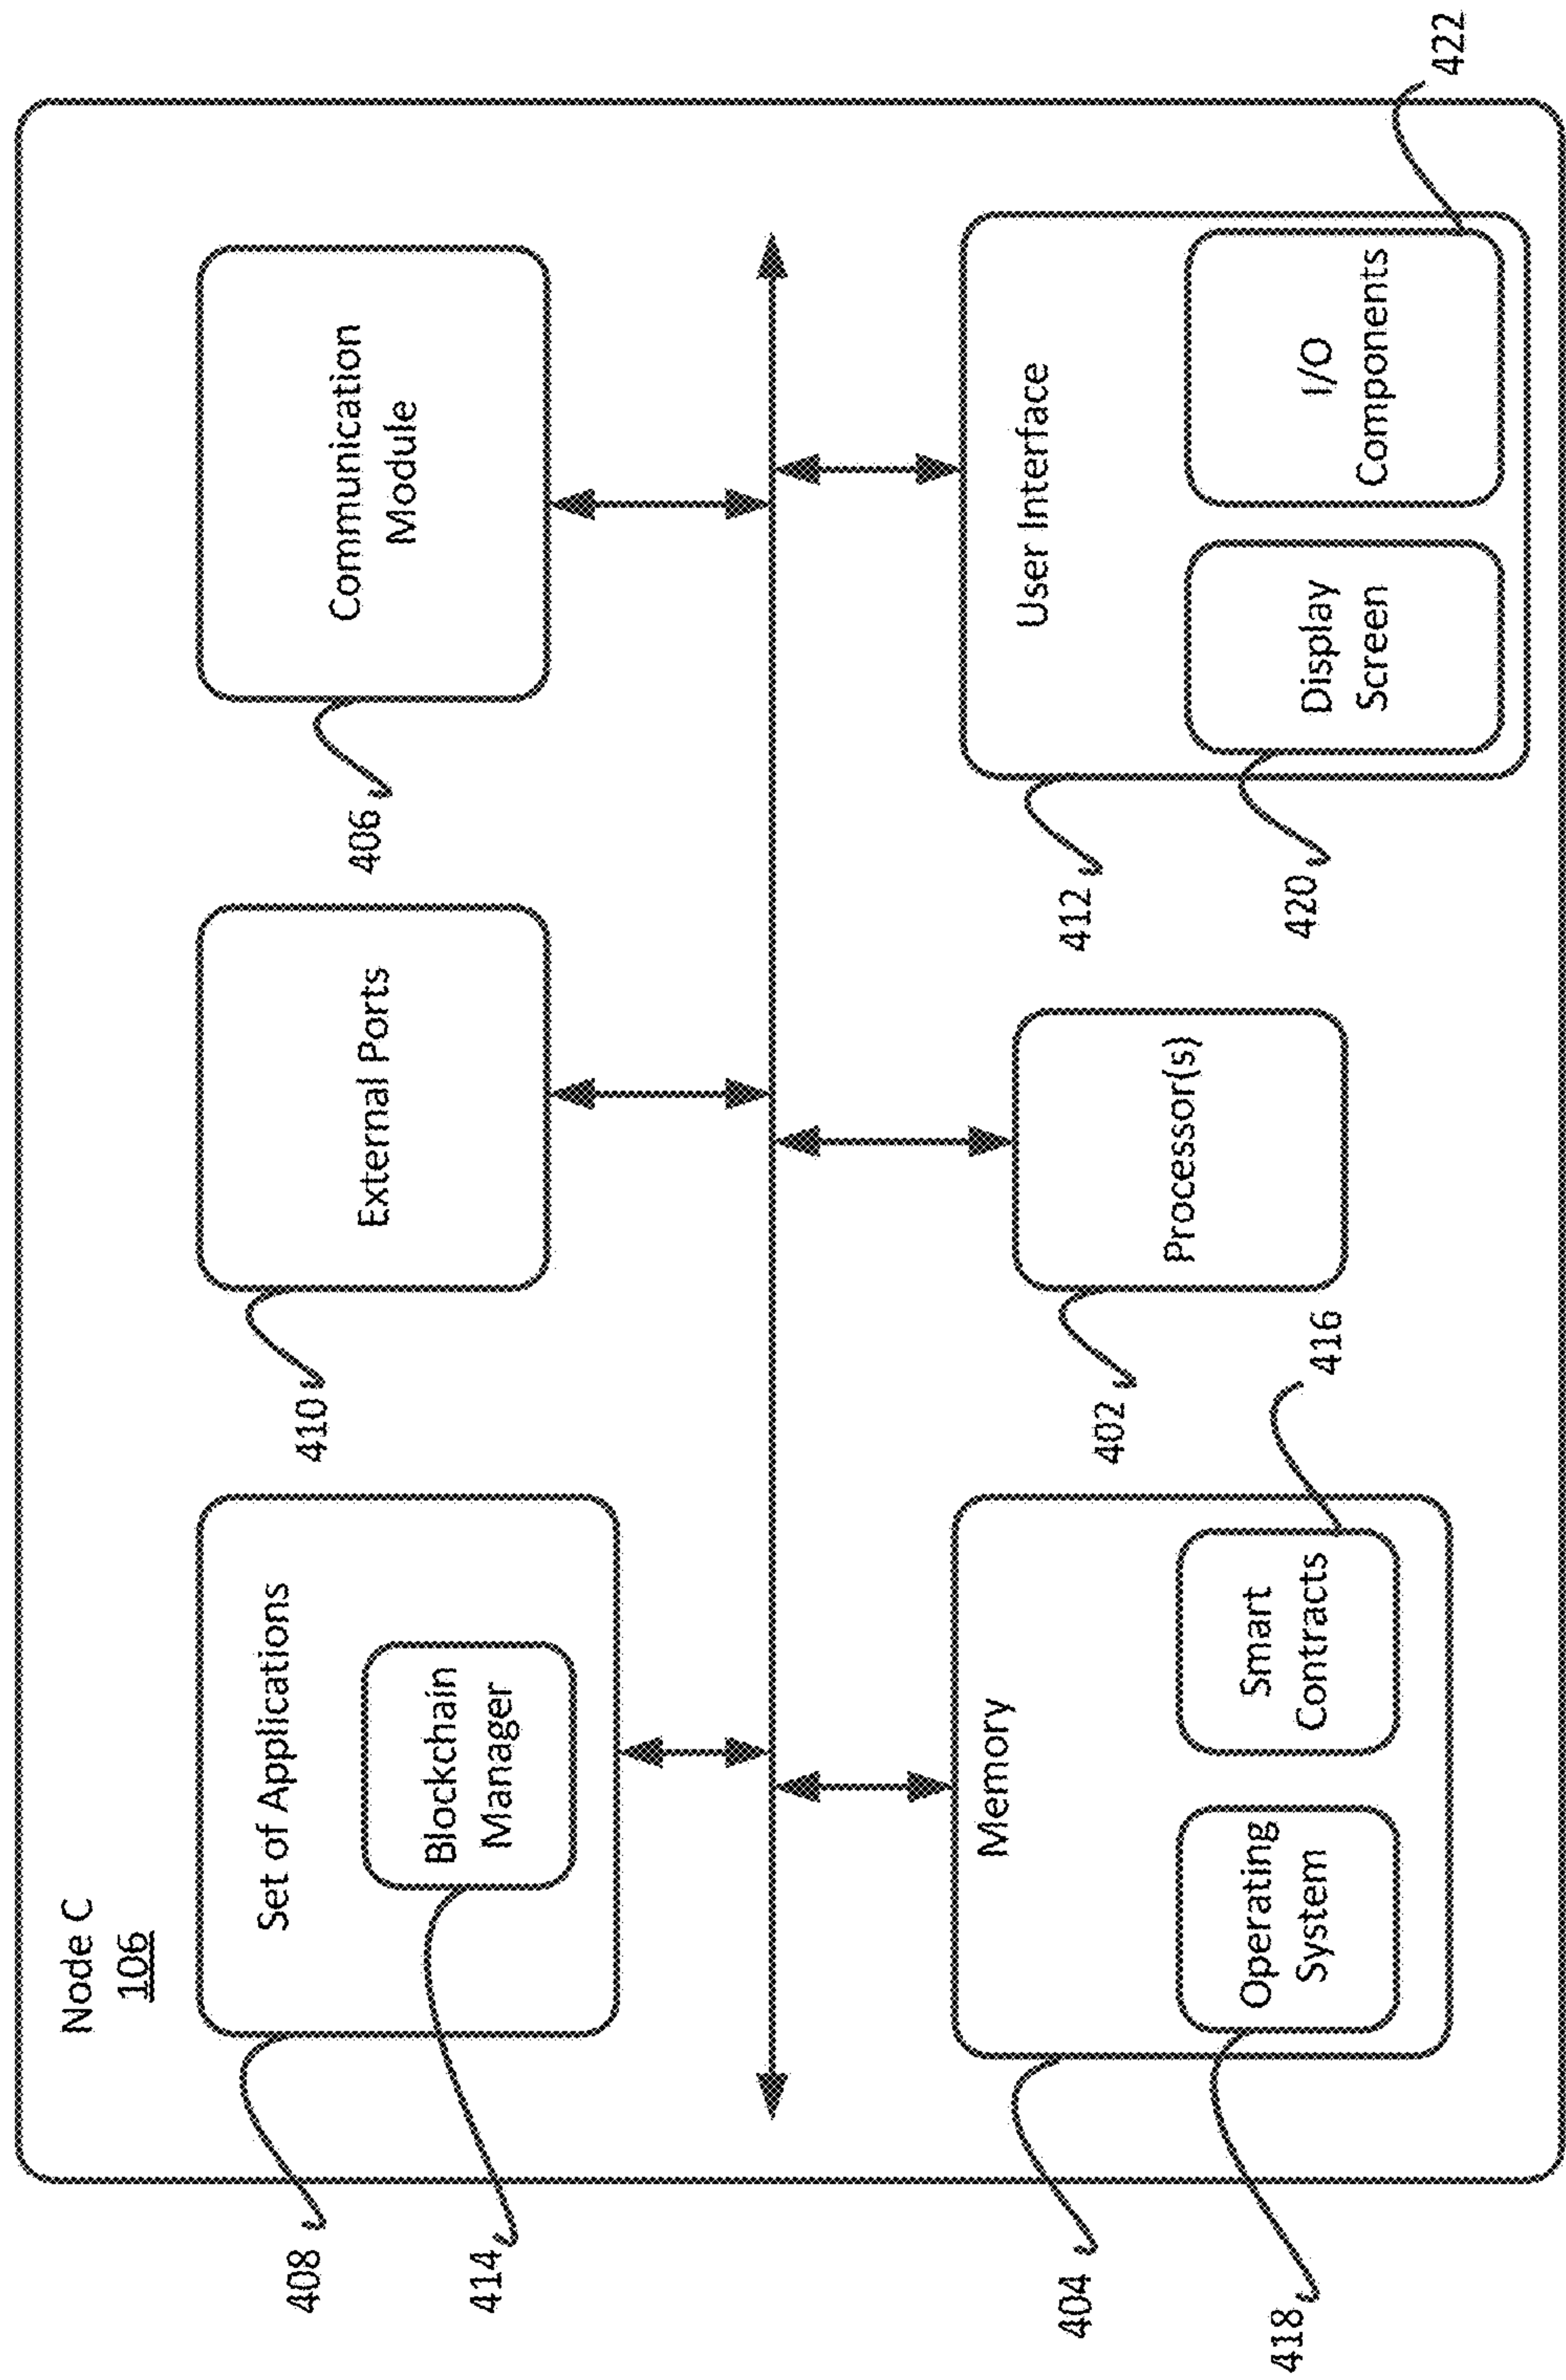 Node C
106
Set of Applications
Blockchain
Manager
408
414
External Ports
410
Communication
Module
406
Memory
Operating
System
Smart
Contracts
404
418
416
Processor(s)
402
User Interface
Display
Screen
I/O
Components
412
420
422